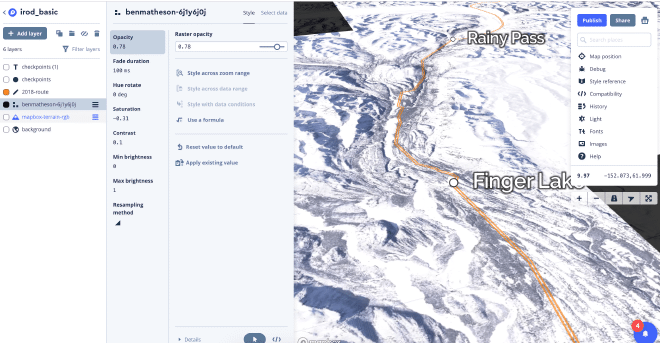 irod_basic
Add layer
6 layers
Filter layers
checkpoints (1)
checkpoints
2018-route
benmatheson-6j1y6j0j
mapbox-terrain-rgb
background
benmatheson-6j1y6j0j
Style
Select data
Opacity
0.78
Fade duration
100 ms
Hue rotate
0 deg
Saturation
-0.31
Contrast
0.1
Min brightness
0
Max brightness
1
Resampling
method
Raster opacity
0.78
Style across zoom range
Style across data range
Style with data conditions
Use a formula
Reset value to default
Apply existing value
Details
Rainy Pass
Finger Lake
Publish
Share
Search places
Map position
Debug
Style reference
Compatibility
History
Light
Fonts
Images
Help
9.97
-152.073,61.999
4